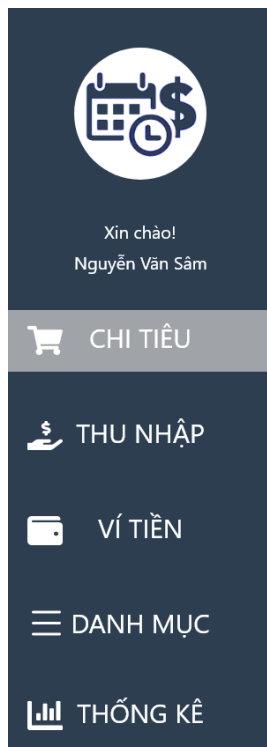 Xin chào!
Nguyễn Văn Sâm
CHI TIÊU
THU NHẬP
VÍ TIỀN
DANH MỤC
THỐNG KÊ